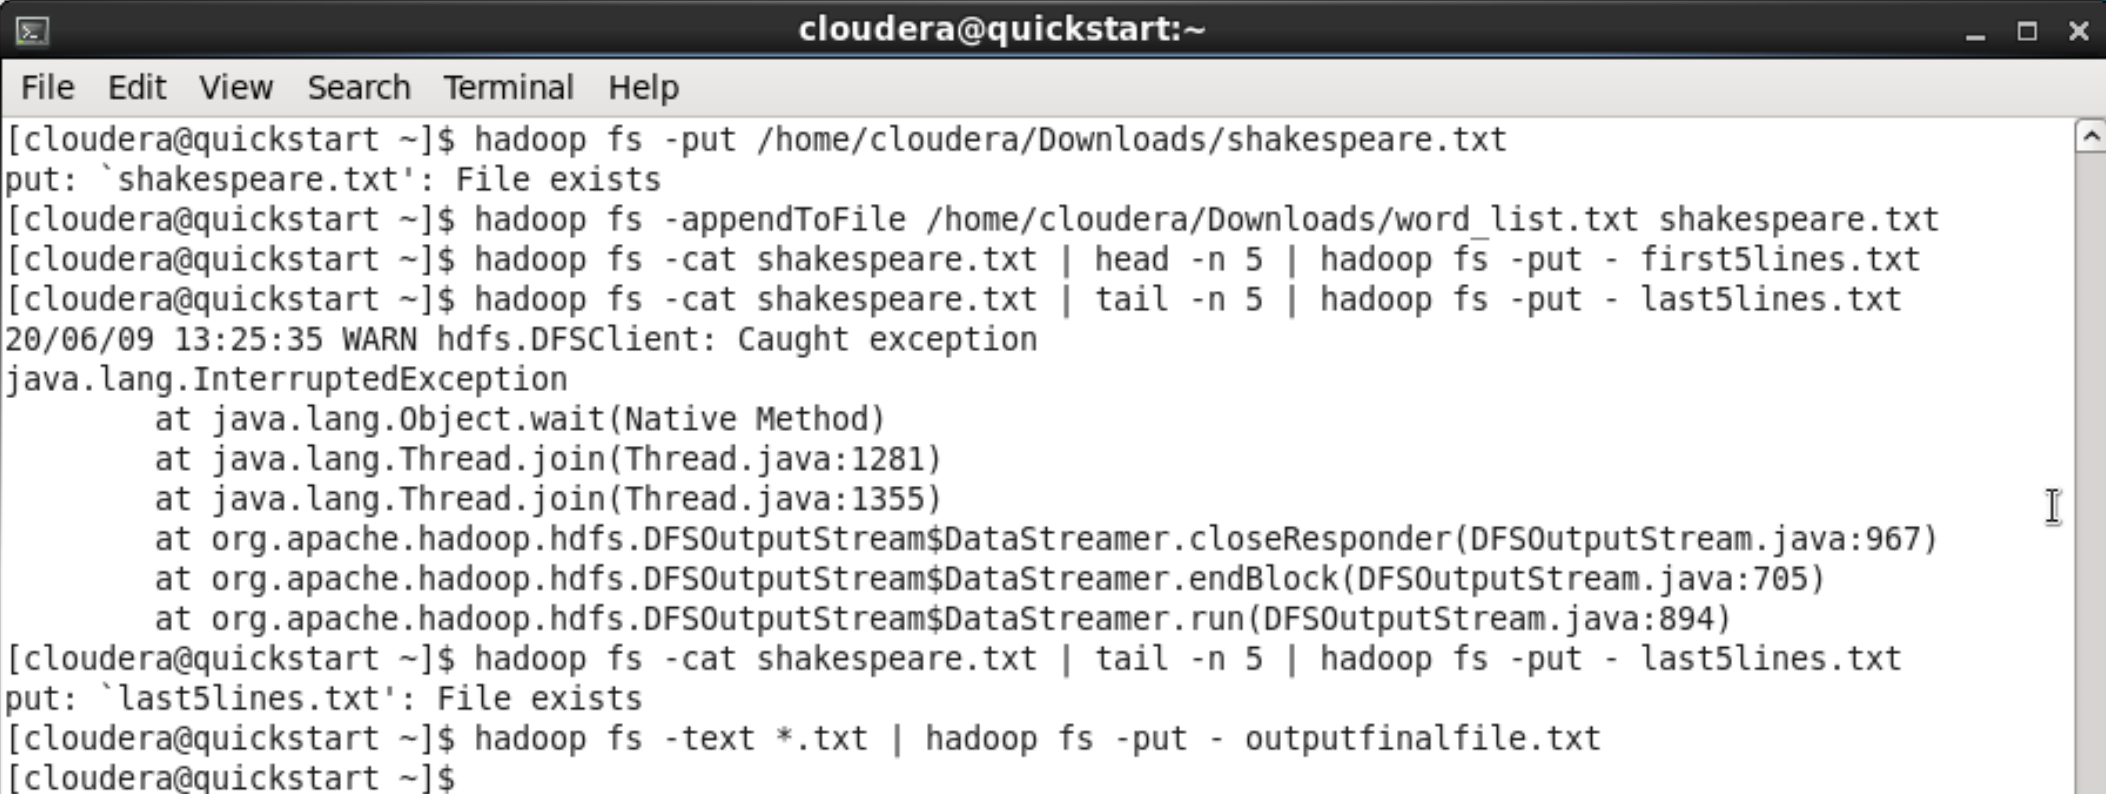 cloudera@quickstart:~
File Edit View Search Terminal Help
[cloudera@quickstart ~]$ hadoop fs -put /home/cloudera/Downloads/shakespeare.txt
put: `shakespeare.txt': File exists
[cloudera@quickstart ~]$ hadoop fs -appendToFile /home/cloudera/Downloads/word_list.txt shakespeare.txt
[cloudera@quickstart ~]$ hadoop fs -cat shakespeare.txt | head -n 5 | hadoop fs -put - first5lines.txt
[cloudera@quickstart ~]$ hadoop fs -cat shakespeare.txt | tail -n 5 | hadoop fs -put - last5lines.txt
20/06/09 13:25:35 WARN hdfs.DFSClient: Caught exception
java.lang.InterruptedException
        at java.lang.Object.wait(Native Method)
        at java.lang.Thread.join(Thread.java:1281)
        at java.lang.Thread.join(Thread.java:1355)
        at org.apache.hadoop.hdfs.DFSOutputStream$DataStreamer.closeResponder(DFSOutputStream.java:967)
        at org.apache.hadoop.hdfs.DFSOutputStream$DataStreamer.endBlock(DFSOutputStream.java:705)
        at org.apache.hadoop.hdfs.DFSOutputStream$DataStreamer.run(DFSOutputStream.java:894)
[cloudera@quickstart ~]$ hadoop fs -cat shakespeare.txt | tail -n 5 | hadoop fs -put - last5lines.txt
put: `last5lines.txt': File exists
[cloudera@quickstart ~]$ hadoop fs -text *.txt | hadoop fs -put - outputfinalfile.txt
[cloudera@quickstart ~]$